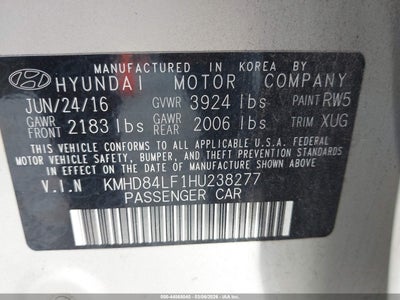 MANUFACTURED IN KOREA BY
HYUNDAI MOTOR COMPANY
JUN/24/16 GVWR 3924 lbs PAINT RW5
GAWR FRONT 2183 lbs GAWR REAR 2006 lbs TRIM XUG
THIS VEHICLE CONFORMS TO ALL APPLICABLE FEDERAL
MOTOR VEHICLE SAFETY, BUMPER, AND THEFT PREVENTION
STANDARDS IN EFFECT ON THE DATE OF MANUFACTURE
SHOWN ABOVE.
V.I.N KMHD84LF1HU238277
PASSENGER CAR